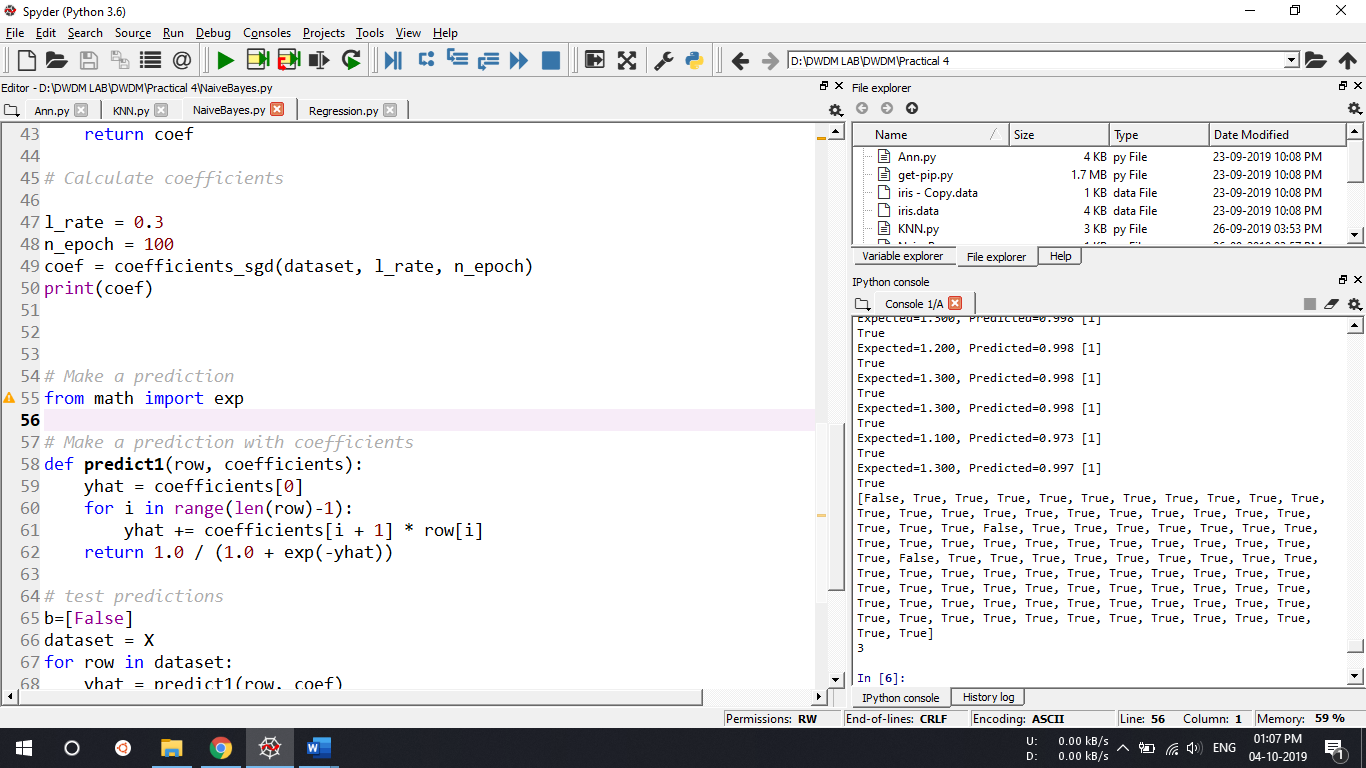 Spyder (Python 3.6)
File Edit Search Source Run Debug Consoles Projects Tools View Help
D:\DWDM LAB\DWDM\Practical 4
Editor - D:\DWDM LAB\DWDM\Practical 4\NaiveBayes.py
Ann.py KNN.py NaiveBayes.py Regression.py
43 return coef
44
45 # Calculate coefficients
46
47 l_rate = 0.3
48 n_epoch = 100
49 coef = coefficients_sgd(dataset, l_rate, n_epoch)
50 print(coef)
51
52
53
54 # Make a prediction
55 from math import exp
56
57 # Make a prediction with coefficients
58 def predict1(row, coefficients):
59 yhat = coefficients[0]
60 for i in range(len(row)-1):
61 yhat += coefficients[i + 1] * row[i]
62 return 1.0 / (1.0 + exp(-yhat))
63
64 # test predictions
65 b=[False]
66 dataset = X
67 for row in dataset:
68 yhat = predict1(row, coef)
File explorer
Name Size Type Date Modified
Ann.py 4 KB py File 23-09-2019 10:08 PM
get-pip.py 1.7 MB py File 23-09-2019 10:08 PM
iris - Copy.data 1 KB data File 23-09-2019 10:08 PM
iris.data 4 KB data File 23-09-2019 10:08 PM
KNN.py 3 KB py File 26-09-2019 03:53 PM
Variable explorer File explorer Help
IPython console
Console 1/A
Expected=1.300, Predicted=0.998 [1]
True
Expected=1.200, Predicted=0.998 [1]
True
Expected=1.300, Predicted=0.998 [1]
True
Expected=1.300, Predicted=0.998 [1]
True
Expected=1.100, Predicted=0.973 [1]
True
Expected=1.300, Predicted=0.997 [1]
True
[False, True, True, True, True, True, True, True, True, True, True,
True, True, True, True, True, True, True, True, True, True, True,
True, True, True, False, True, True, True, True, True, True, True,
True, True, True, True, True, True, True, True, True, True, True,
True, False, True, True, True, True, True, True, True, True, True,
True, True, True, True, True, True, True, True, True, True, True,
True, True, True, True, True, True, True, True, True, True, True,
True, True, True, True, True, True, True, True, True, True, True,
True, True, True, True, True, True, True, True, True, True, True,
True, True]
3
In [6]:
IPython console History log
Permissions: RW End-of-lines: CRLF Encoding: ASCII Line: 56 Column: 1 Memory: 59 %
U: 0.00 kB/s
D: 0.00 kB/s
ENG
01:07 PM
04-10-2019
1